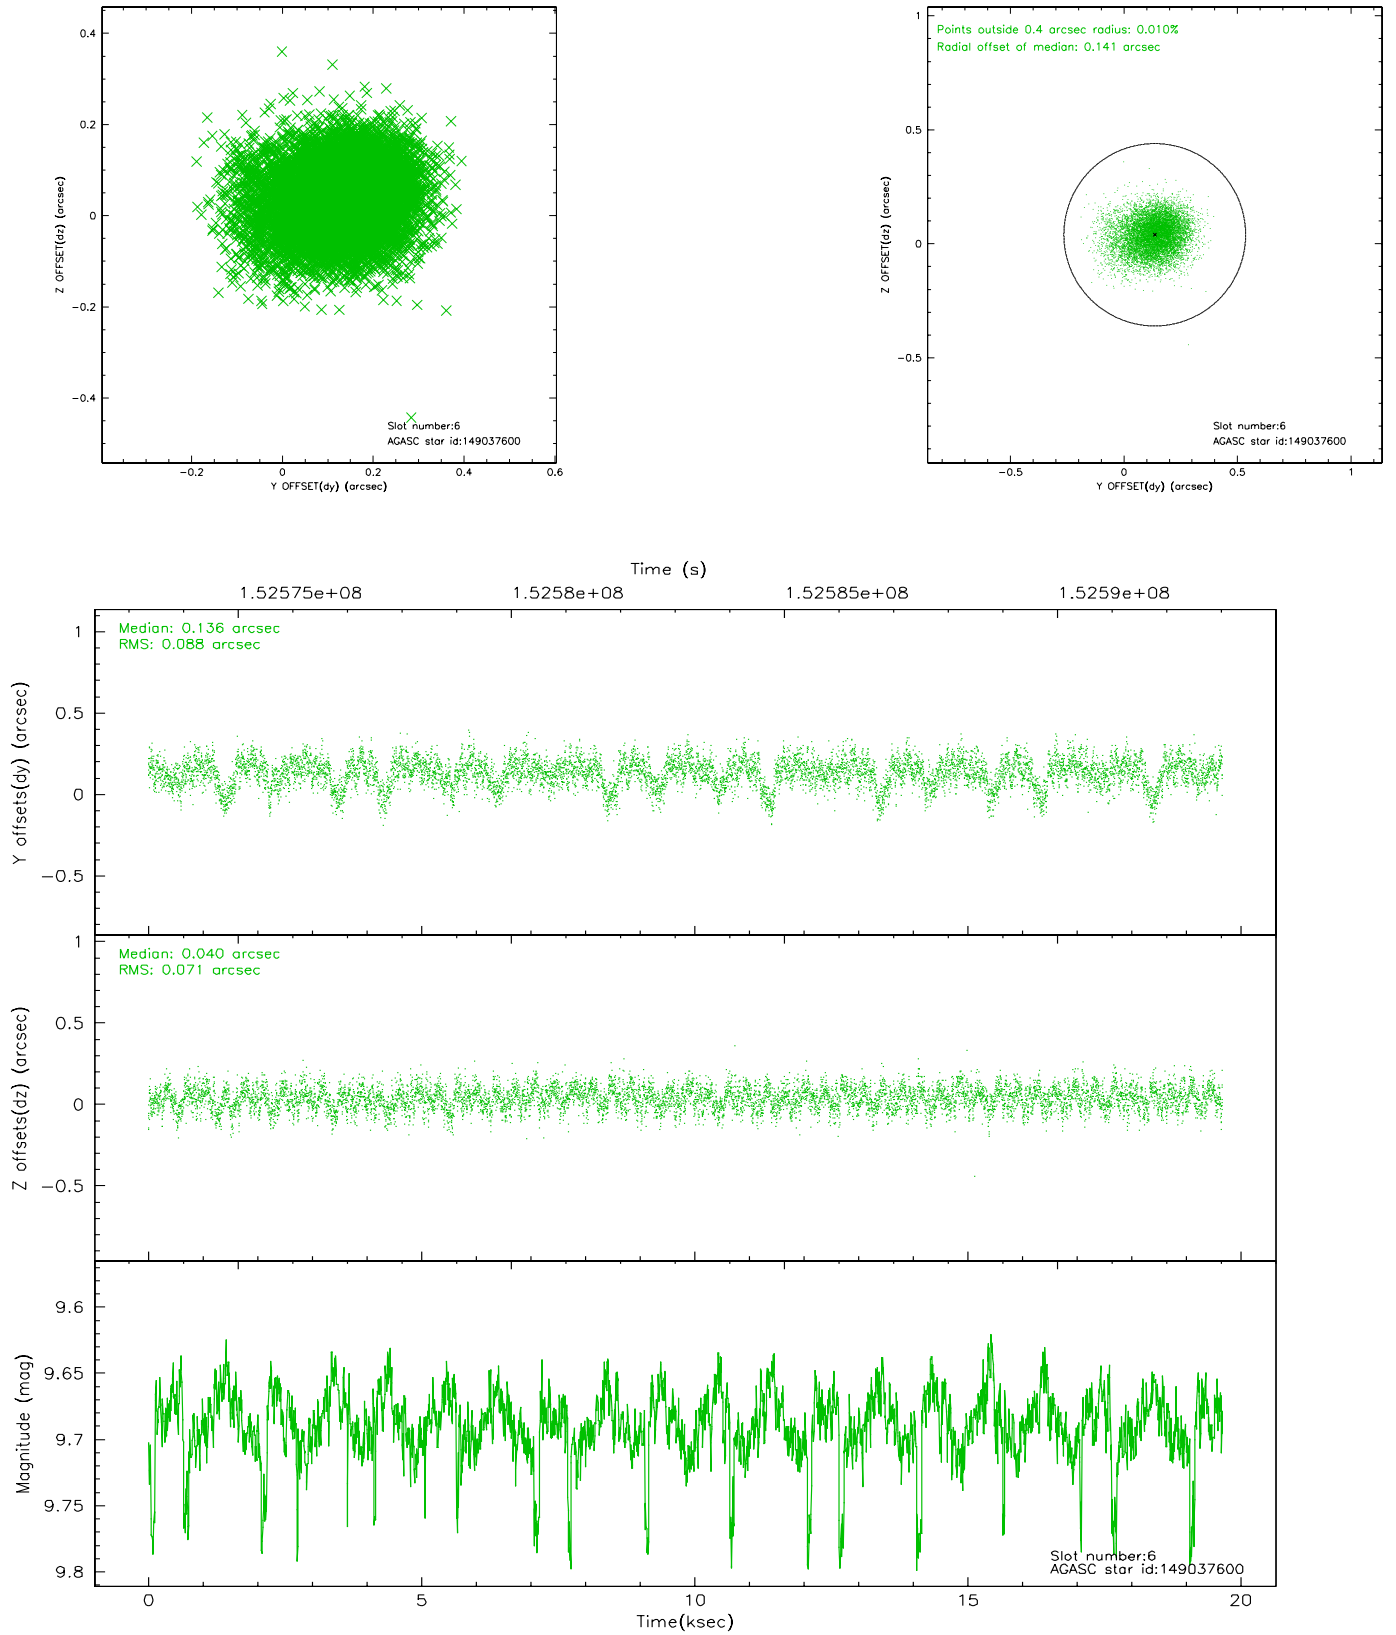 0.4
0.2
0
−0.2
−0.4
Z OFFSET(dz) (arcsec)
Slot number:6
AGASC star id:149037600
−0.2 0 0.2 0.4 0.6
Y OFFSET(dy) (arcsec)
Points outside 0.4 arcsec radius: 0.010%
Radial offset of median: 0.141 arcsec
1
0.5
0
−0.5
Z OFFSET(dz) (arcsec)
Slot number:6
AGASC star id:149037600
−0.5 0 0.5 1
Y OFFSET(dy) (arcsec)
Time (s)
1.52575e+08 1.5258e+08 1.52585e+08 1.5259e+08
Median: 0.136 arcsec
RMS: 0.088 arcsec
1
0.5
0
−0.5
Y offsets(dy) (arcsec)
Median: 0.040 arcsec
RMS: 0.071 arcsec
1
0.5
0
−0.5
Z offsets(dz) (arcsec)
9.6
9.65
9.7
9.75
9.8
Magnitude (mag)
Slot number:6
AGASC star id:149037600
0 5 10 15 20
Time(ksec)